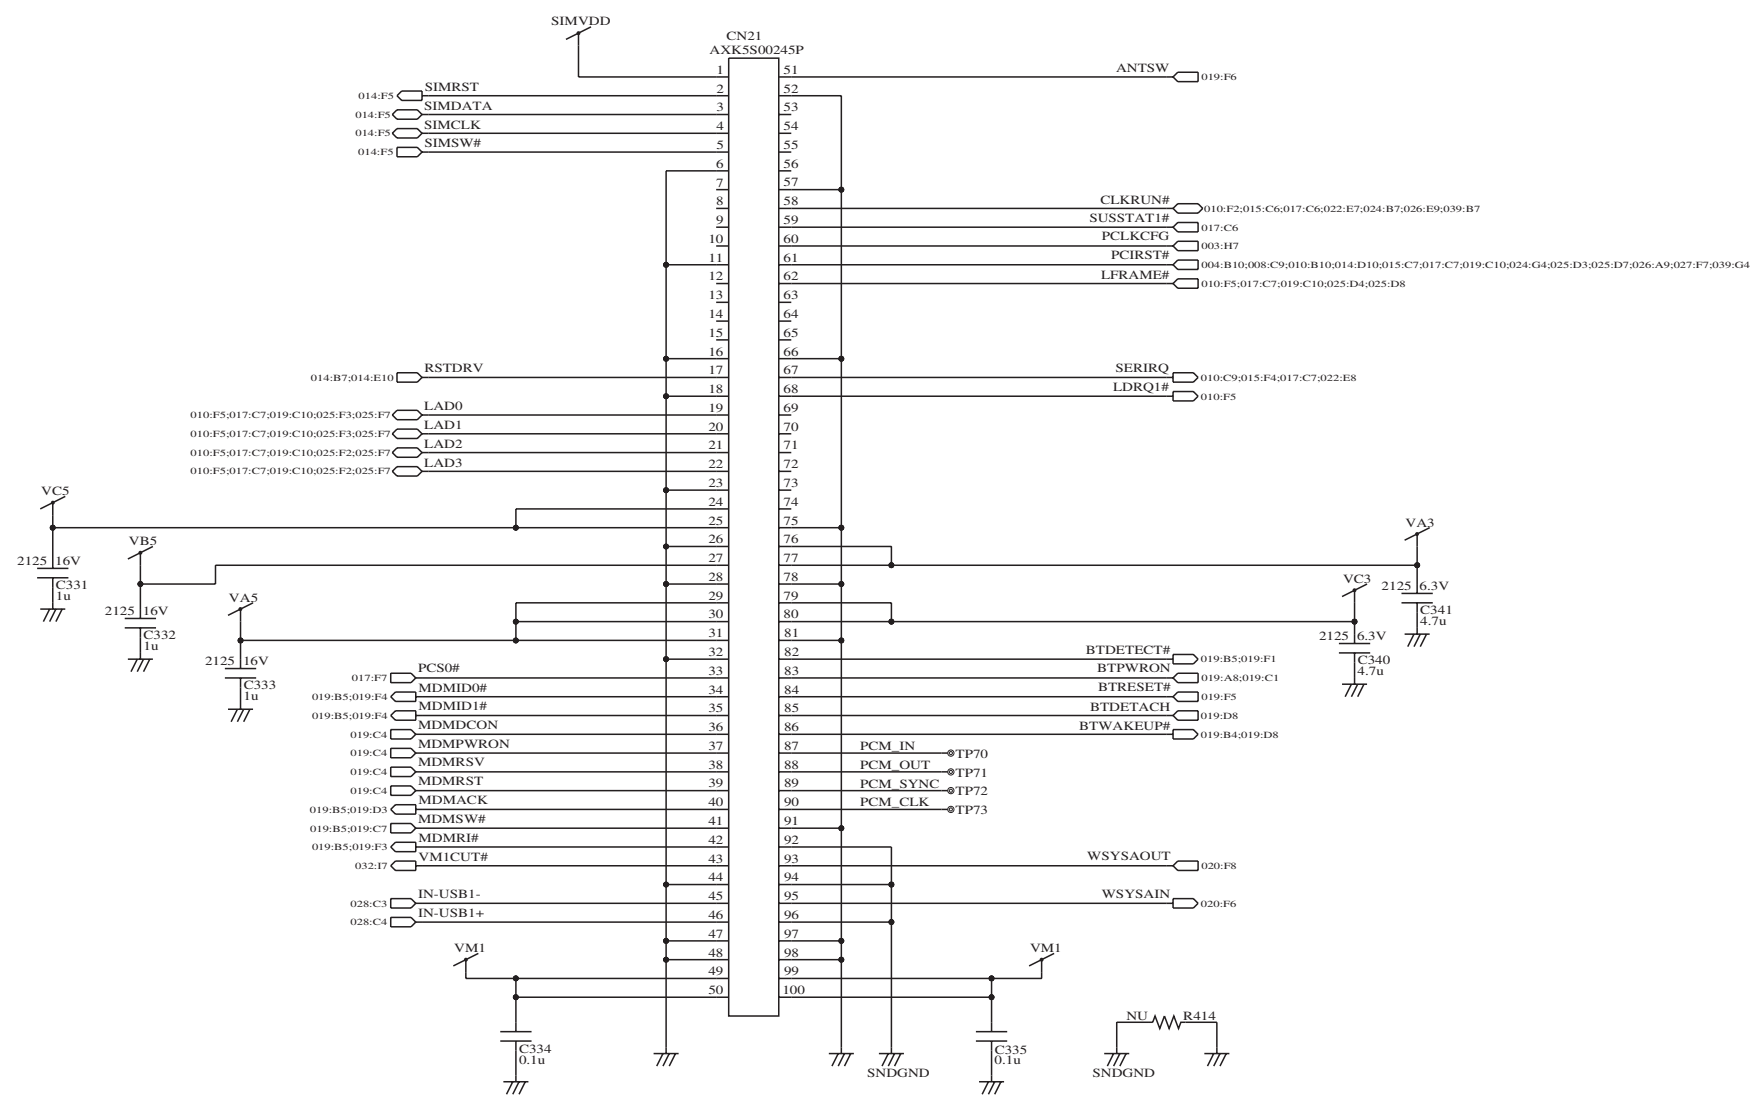 SIMVDD
CN21
AXK5S00245P
1 51 ANTSW 019:F6
014:F5 SIMRST 2 52
014:F5 SIMDATA 3 53
014:F5 SIMCLK 4 54
014:F5 SIMSW# 5 55
6 56
7 57
8 58 CLKRUN# 010:F2;015:C6;017:C6;022:E7;024:B7;026:E9;039:B7
9 59 SUSSTAT1# 017:C6
10 60 PCLKCFG 003:H7
11 61 PCIRST# 004:B10;008:C9;010:B10;014:D10;015:C7;017:C7;019:C10;024:G4;025:D3;025:D7;026:A9;027:F7;039:G4
12 62 LFRAME# 010:F5;017:C7;019:C10;025:D4;025:D8
13 63
14 64
15 65
16 66
014:B7;014:E10 RSTDRV 17 67 SERIRQ 010:C9;015:F4;017:C7;022:E8
18 68 LDRQ1# 010:F5
010:F5;017:C7;019:C10;025:F3;025:F7 LAD0 19 69
010:F5;017:C7;019:C10;025:F3;025:F7 LAD1 20 70
010:F5;017:C7;019:C10;025:F2;025:F7 LAD2 21 71
010:F5;017:C7;019:C10;025:F2;025:F7 LAD3 22 72
23 73
VC5 24 74
25 75 VA3
VB5 26 76
2125 16V 27 77
C331 28 78 VC3 2125 6.3V
1u VA5 29 79 C341
2125 16V 30 80 4.7u
C332 31 81 2125 6.3V
1u 32 82 BTDETECT# 019:B5;019:F1 C340
2125 16V 017:F7 PCS0# 33 83 BTPWRON 019:A8;019:C1 4.7u
C333 019:B5;019:F4 MDMID0# 34 84 BTRESET# 019:F5
1u 019:B5;019:F4 MDMID1# 35 85 BTDETACH 019:D8
019:C4 MDMDCON 36 86 BTWAKEUP# 019:B4;019:D8
019:C4 MDMPWRON 37 87 PCM_IN TP70
019:C4 MDMRSV 38 88 PCM_OUT TP71
019:C4 MDMRST 39 89 PCM_SYNC TP72
019:B5;019:D3 MDMACK 40 90 PCM_CLK TP73
019:B5;019:C7 MDMSW# 41 91
019:B5;019:F3 MDMRI# 42 92
032:I7 VM1CUT# 43 93 WSYSAOUT 020:F8
44 94
028:C3 IN-USB1- 45 95 WSYSAIN 020:F6
028:C4 IN-USB1+ 46 96
47 97
VM1 48 98 VM1
49 99
50 100
NU R414
C334 C335
0.1u 0.1u
SNDGND SNDGND